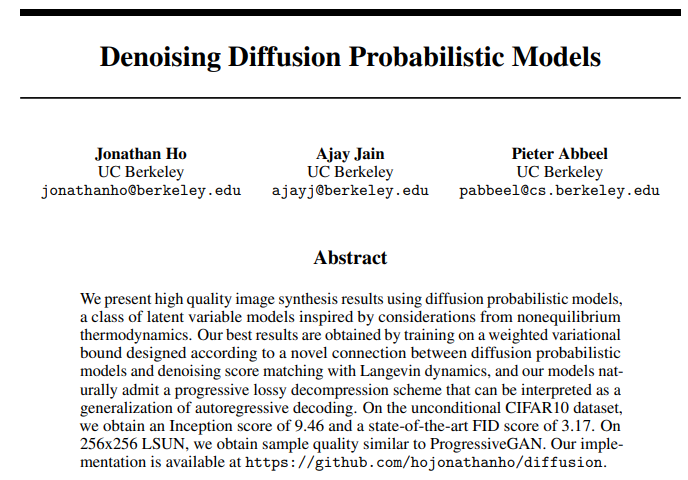 Denoising Diffusion Probabilistic Models
Jonathan Ho
UC Berkeley
jonathanho@berkeley.edu
Ajay Jain
UC Berkeley
ajayj@berkeley.edu
Pieter Abbeel
UC Berkeley
pabbeel@cs.berkeley.edu
Abstract
We present high quality image synthesis results using diffusion probabilistic models,
a class of latent variable models inspired by considerations from nonequilibrium
thermodynamics. Our best results are obtained by training on a weighted variational
bound designed according to a novel connection between diffusion probabilistic
models and denoising score matching with Langevin dynamics, and our models nat-
urally admit a progressive lossy decompression scheme that can be interpreted as a
generalization of autoregressive decoding. On the unconditional CIFAR10 dataset,
we obtain an Inception score of 9.46 and a state-of-the-art FID score of 3.17. On
256x256 LSUN, we obtain sample quality similar to ProgressiveGAN. Our imple-
mentation is available at https://github.com/hojonathanho/diffusion.